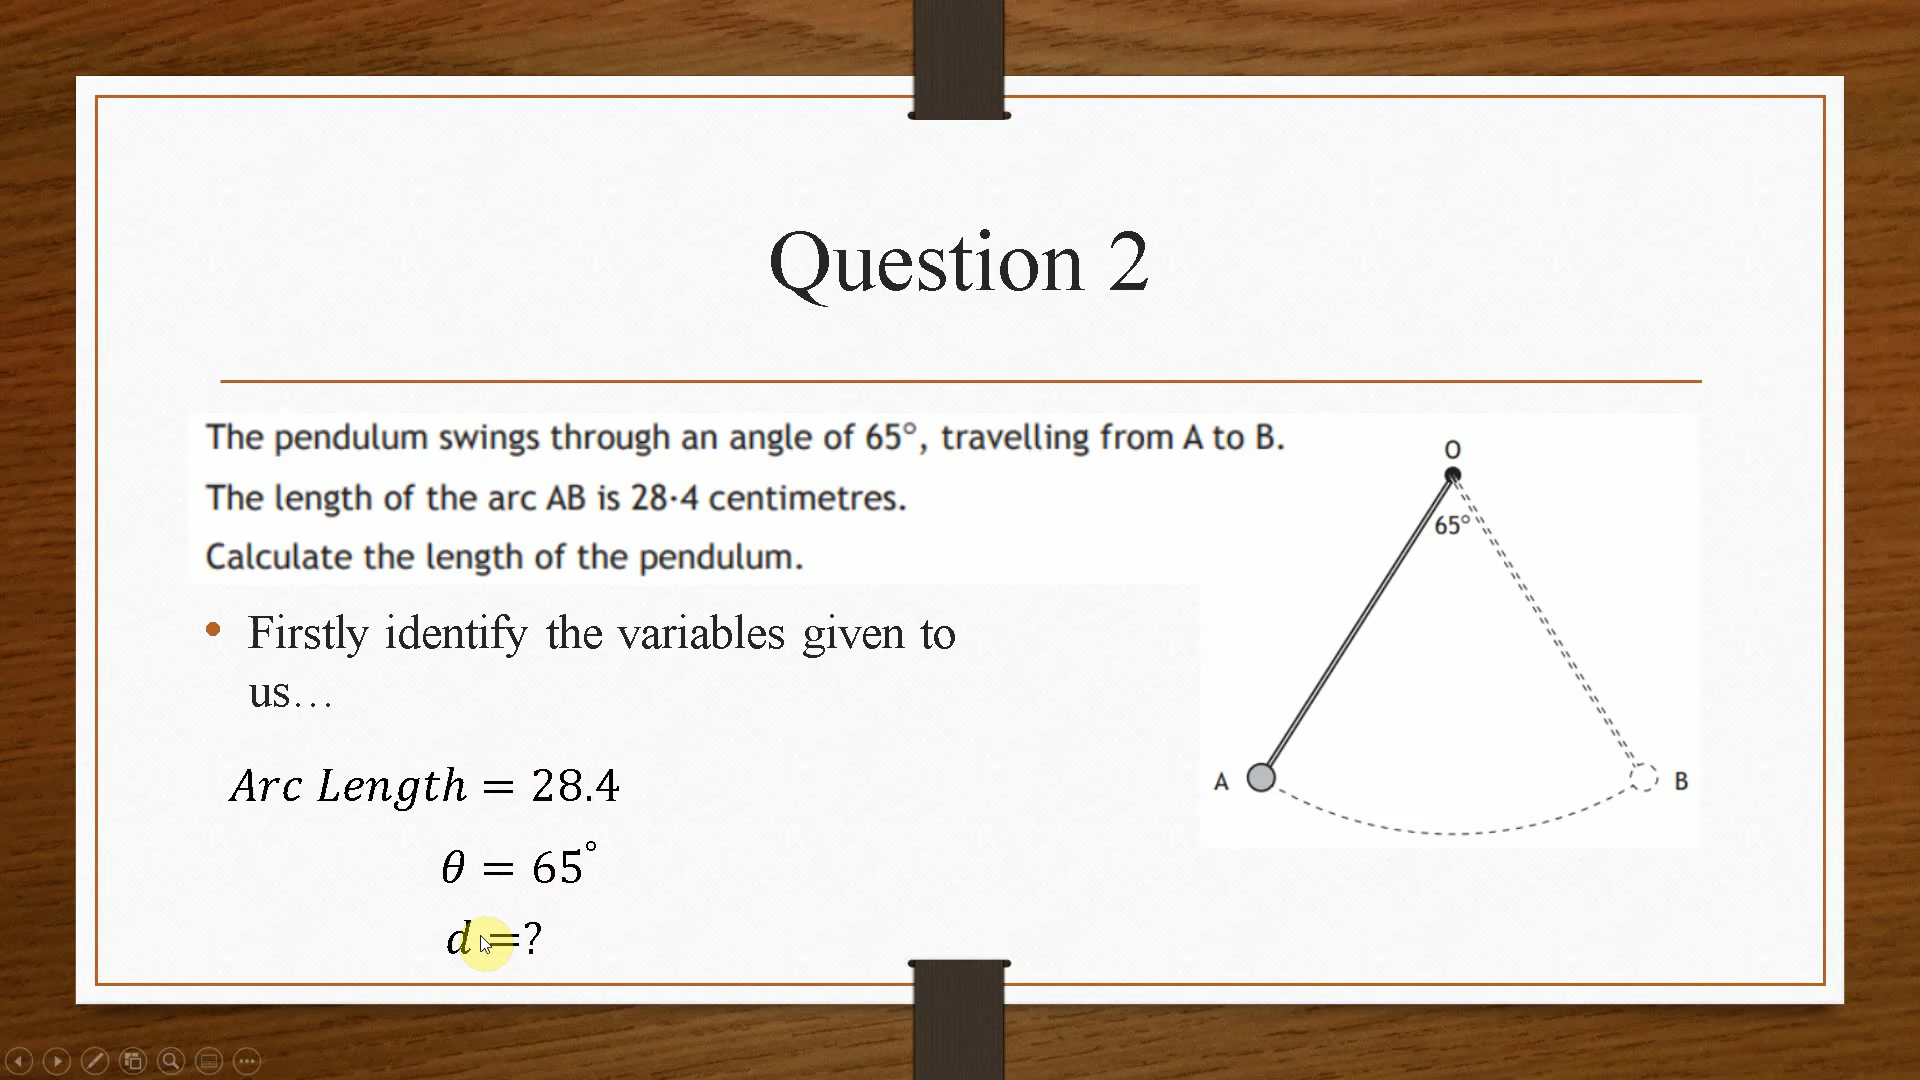 Question 2
The pendulum swings through an angle of 65°, travelling from A to B.
The length of the arc AB is 28·4 centimetres.
Calculate the length of the pendulum.
O
65°
A
B
• Firstly identify the variables given to
us…
Arc Length = 28.4
θ = 65°
d =?